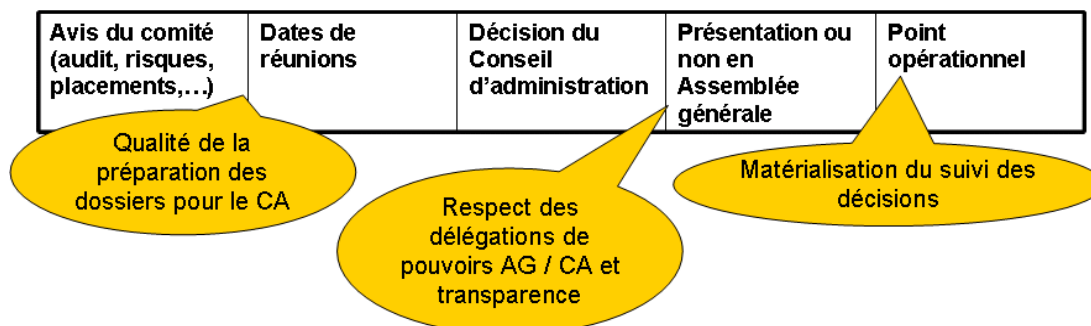 Avis du comité
(audit, risques,
placements,…)
Dates de
réunions
Décision du
Conseil
d'administration
Présentation ou
non en
Assemblée
générale
Point
opérationnel
Qualité de la
préparation des
dossiers pour le CA
Respect des
délégations de
pouvoirs AG / CA et
transparence
Matérialisation du suivi des
décisions